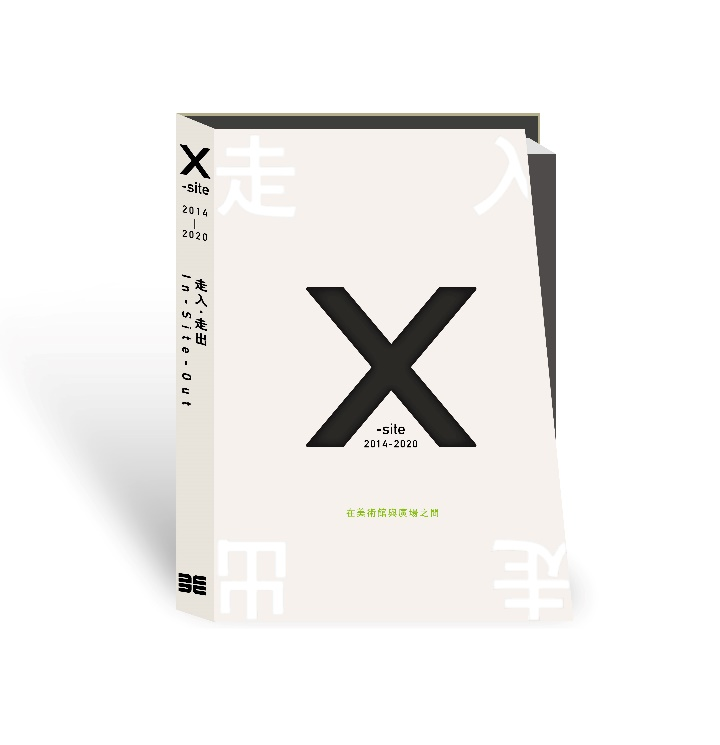 X
-site
2014
|
2020
走入·走出
In-Site-Out
走 入
X
-site
2014-2020
在美術館與廣場之間
出 走